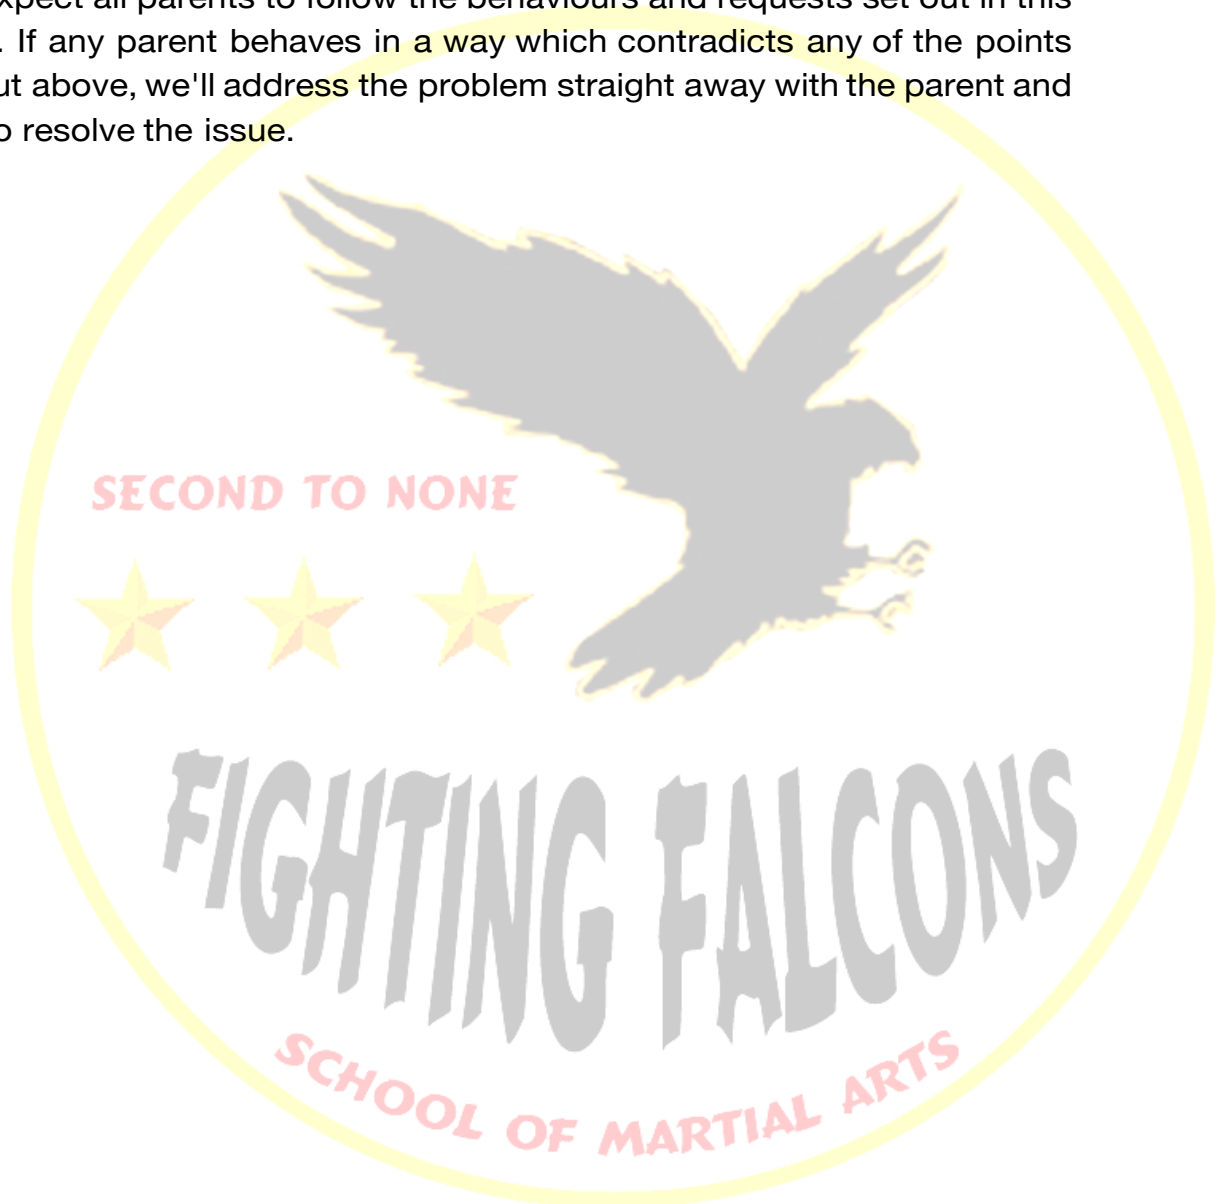 expect all parents to follow the behaviours and requests set out in this
. If any parent behaves in a way which contradicts any of the points
ut above, we'll address the problem straight away with the parent and
o resolve the issue.
SECOND TO NONE
FIGHTING FALCONS
SCHOOL OF MARTIAL ARTS